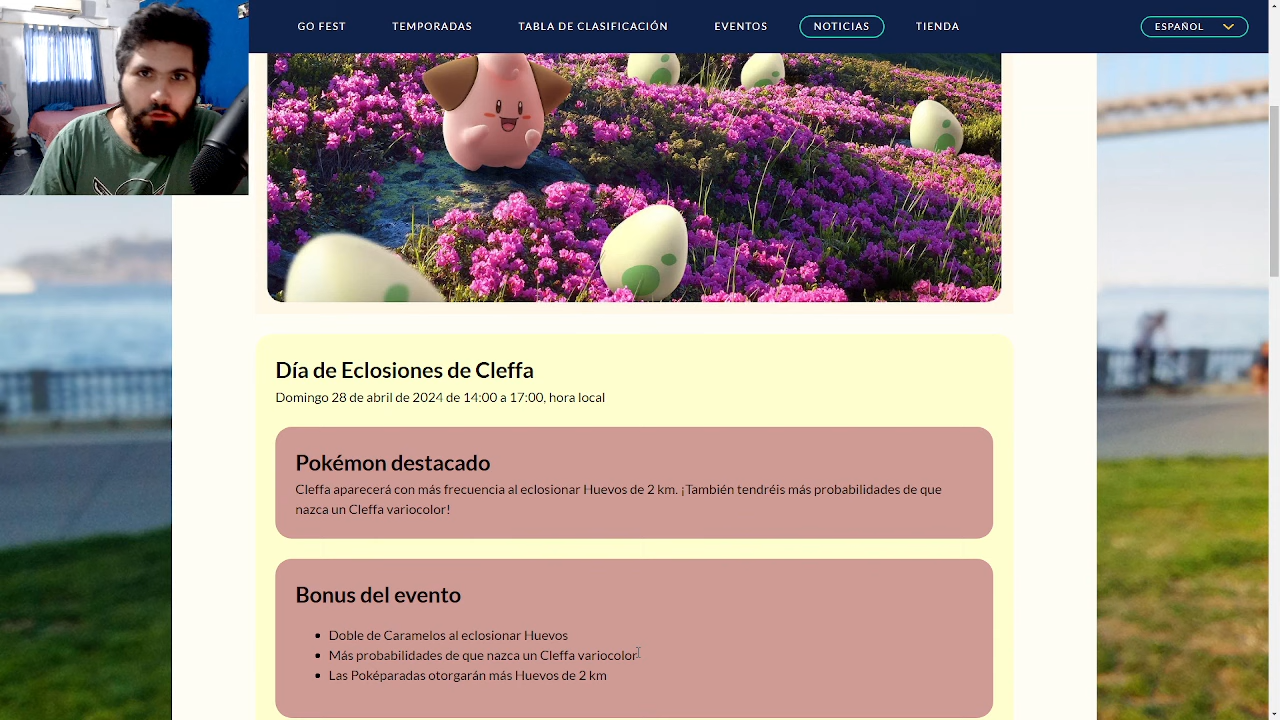 GO FEST TEMPORADAS TABLA DE CLASIFICACIÓN EVENTOS NOTICIAS TIENDA ESPAÑOL
Día de Eclosiones de Cleffa
Domingo 28 de abril de 2024 de 14:00 a 17:00, hora local
Pokémon destacado
Cleffa aparecerá con más frecuencia al eclosionar Huevos de 2 km. ¡También tendréis más probabilidades de que
nazca un Cleffa variocolor!
Bonus del evento
• Doble de Caramelos al eclosionar Huevos
• Más probabilidades de que nazca un Cleffa variocolor
• Las Poképaradas otorgarán más Huevos de 2 km